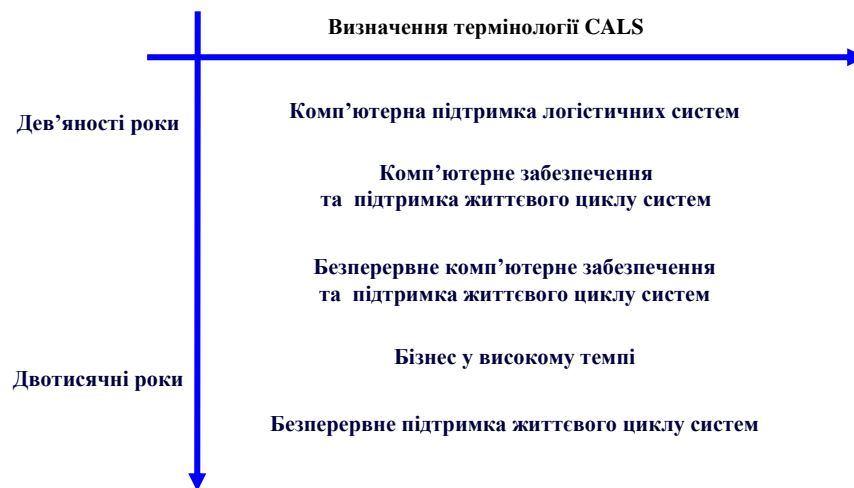 Визначення термінології CALS
Дев’яності роки
Комп’ютерна підтримка логістичних систем
Комп’ютерне забезпечення
та підтримка життєвого циклу систем
Безперервне комп’ютерне забезпечення
та підтримка життєвого циклу систем
Двотисячні роки
Бізнес у високому темпі
Безперервне підтримка життєвого циклу систем